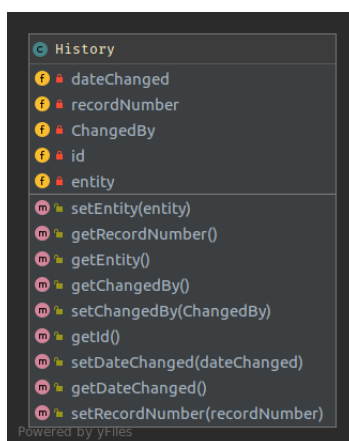 C History
f dateChanged
f recordNumber
f ChangedBy
f id
f entity
m setEntity(entity)
m getRecordNumber()
m getEntity()
m getChangedBy()
m setChangedBy(ChangedBy)
m getId()
m setDateChanged(dateChanged)
m getDateChanged()
m setRecordNumber(recordNumber)
Powered by yFiles